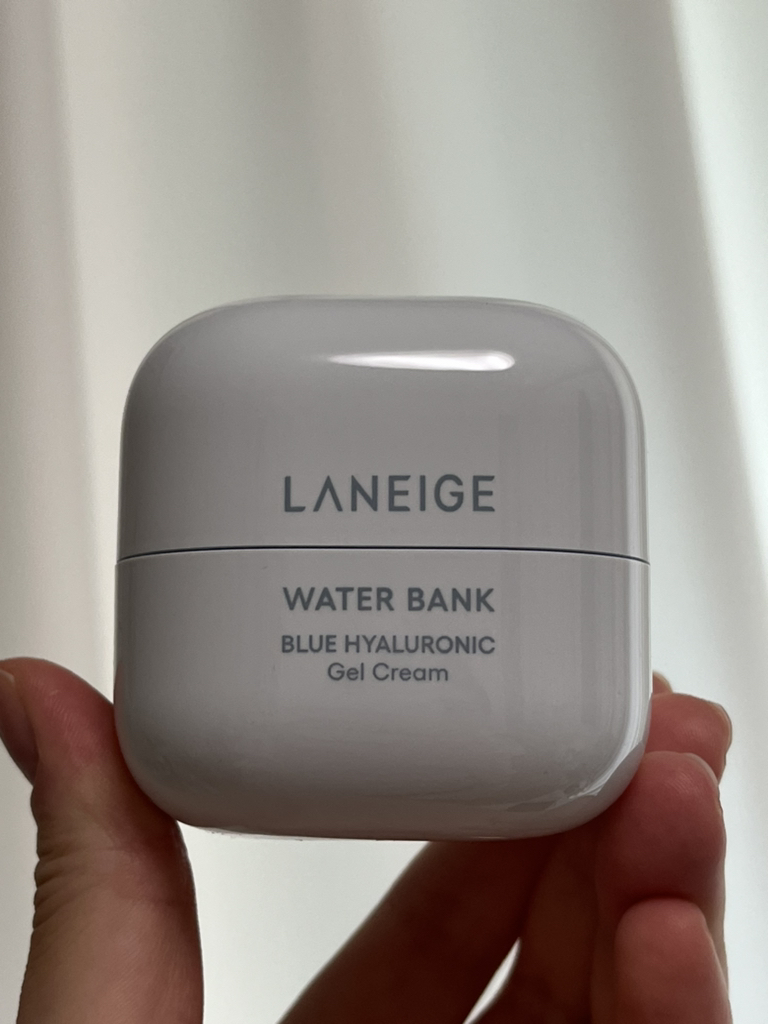 LANEIGE
WATER BANK
BLUE HYALURONIC
Gel Cream